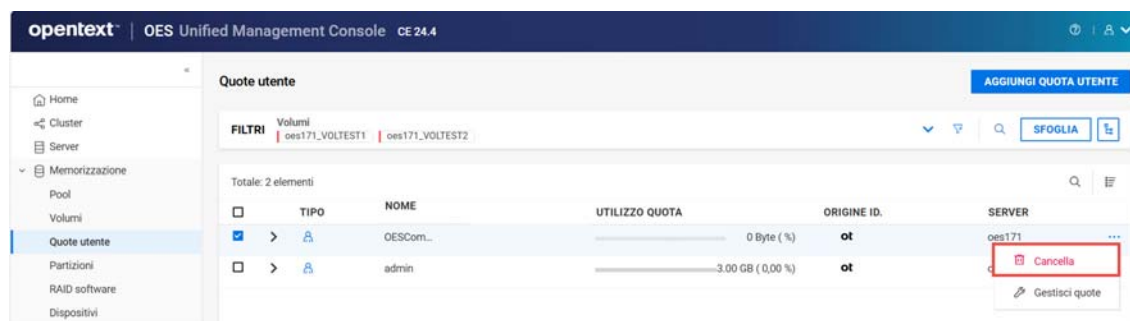 opentext™ | OES Unified Management Console CE 24.4
Quote utente
AGGIUNGI QUOTA UTENTE
Home
Cluster
Server
Memorizzazione
Pool
Volumi
Quote utente
Partizioni
RAID software
Dispositivi
FILTRI
Volumi
oes171_VOLTEST1 oes171_VOLTEST2
SFOGLIA
Totale: 2 elementi
TIPO NOME UTILIZZO QUOTA ORIGINE ID. SERVER
OESCom... 0 Byte ( %) ot oes171
admin 3.00 GB ( 0,00 %) ot
Cancella
Gestisci quote